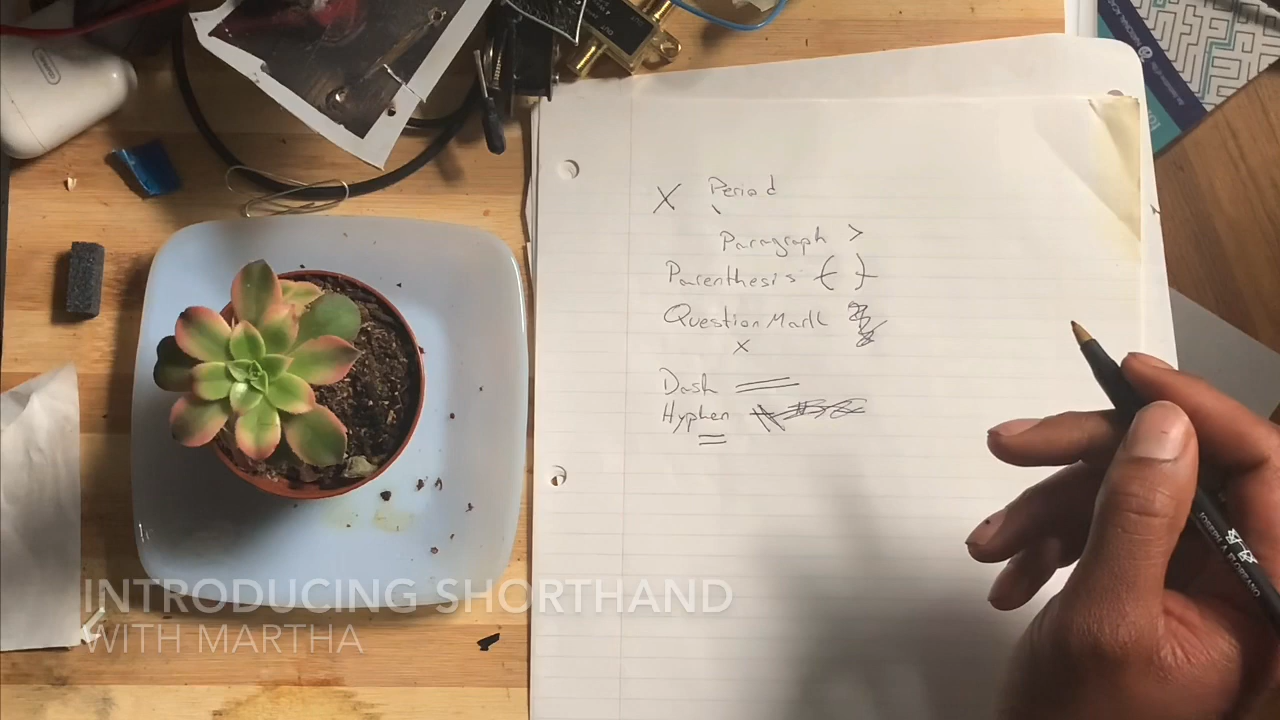 X Period
\
Paragraph >
Parenthesis ( )
Question Mark
x
Dash =
Hyphen
=
INTRODUCING SHORTHAND
WITH MARTHA